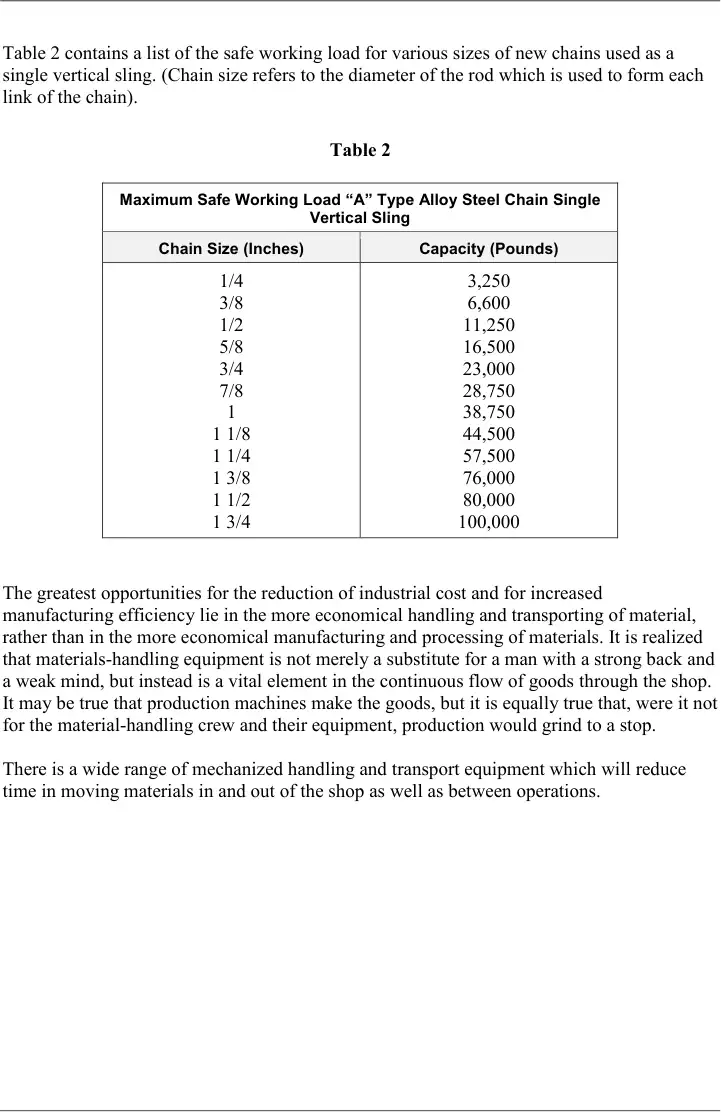 Table 2 contains a list of the safe working load for various sizes of new chains used as a
single vertical sling. (Chain size refers to the diameter of the rod which is used to form each
link of the chain).
Table 2
Maximum Safe Working Load “A” Type Alloy Steel Chain Single
Vertical Sling
Chain Size (Inches) Capacity (Pounds)
1/4 3,250
3/8 6,600
1/2 11,250
5/8 16,500
3/4 23,000
7/8 28,750
1 38,750
1 1/8 44,500
1 1/4 57,500
1 3/8 76,000
1 1/2 80,000
1 3/4 100,000
The greatest opportunities for the reduction of industrial cost and for increased
manufacturing efficiency lie in the more economical handling and transporting of material,
rather than in the more economical manufacturing and processing of materials. It is realized
that materials-handling equipment is not merely a substitute for a man with a strong back and
a weak mind, but instead is a vital element in the continuous flow of goods through the shop.
It may be true that production machines make the goods, but it is equally true that, were it not
for the material-handling crew and their equipment, production would grind to a stop.
There is a wide range of mechanized handling and transport equipment which will reduce
time in moving materials in and out of the shop as well as between operations.